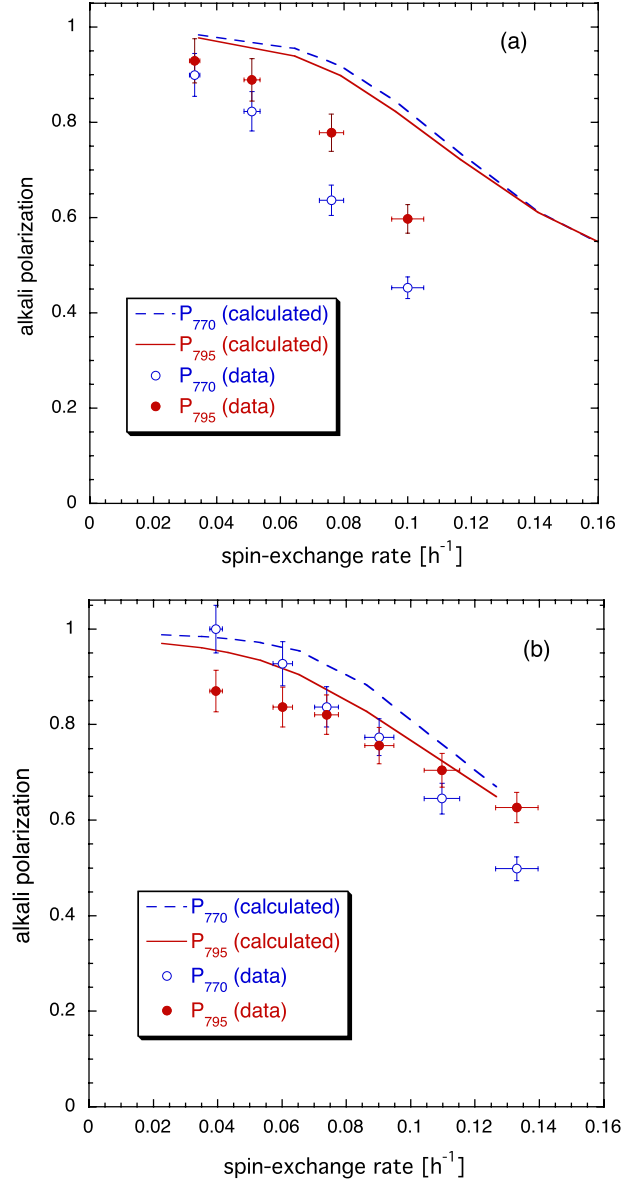 (a)
1
0.8
0.6
0.4
0.2
0
alkali polarization
P770 (calculated)
P795 (calculated)
P770 (data)
P795 (data)
0 0.02 0.04 0.06 0.08 0.1 0.12 0.14 0.16
spin-exchange rate [h-1]
(b)
1
0.8
0.6
0.4
0.2
0
alkali polarization
P770 (calculated)
P795 (calculated)
P770 (data)
P795 (data)
0 0.02 0.04 0.06 0.08 0.1 0.12 0.14 0.16
spin-exchange rate [h-1]